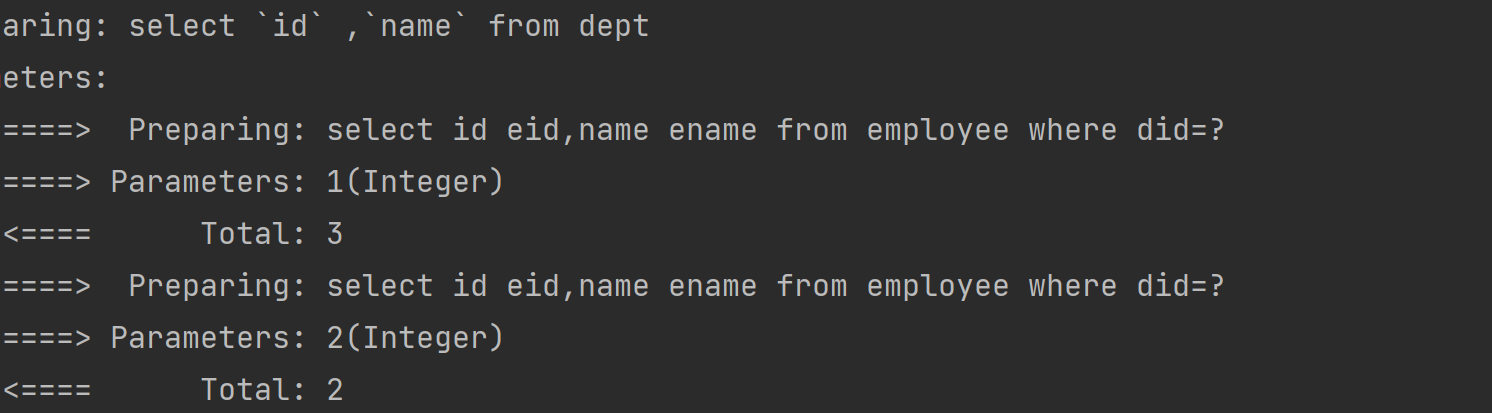 aring: select `id` ,`name` from dept
eters:
====>  Preparing: select id eid,name ename from employee where did=?
====> Parameters: 1(Integer)
<====      Total: 3
====>  Preparing: select id eid,name ename from employee where did=?
====> Parameters: 2(Integer)
<====      Total: 2